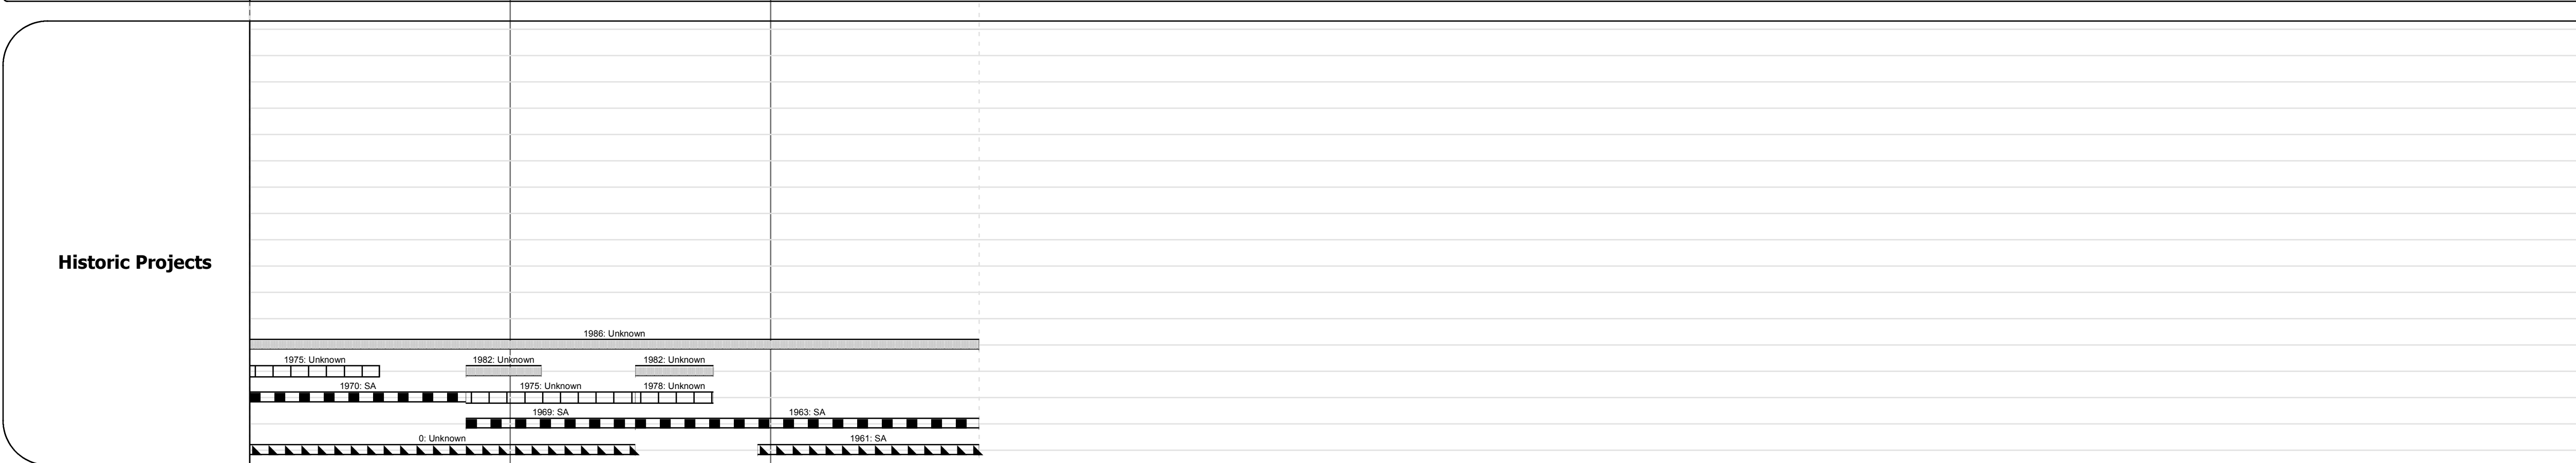 Historic Projects
1986: Unknown
1975: Unknown
1982: Unknown
1982: Unknown
1970: SA
1975: Unknown
1978: Unknown
1969: SA
1963: SA
0: Unknown
1961: SA